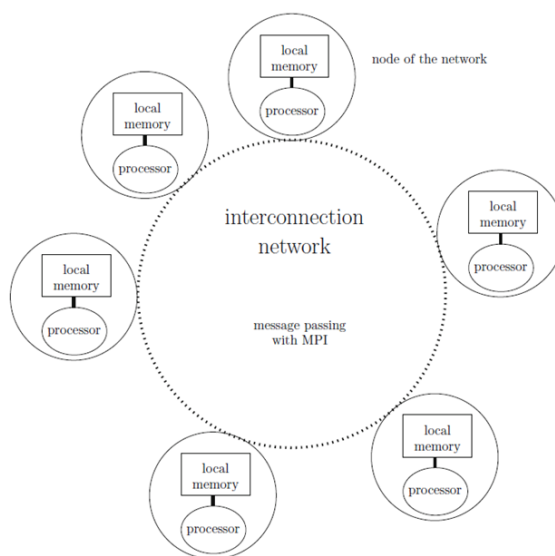 local
memory
processor
node of the network
local
memory
processor
interconnection
network
local
memory
processor
local
memory
processor
message passing
with MPI
local
memory
processor
local
memory
processor